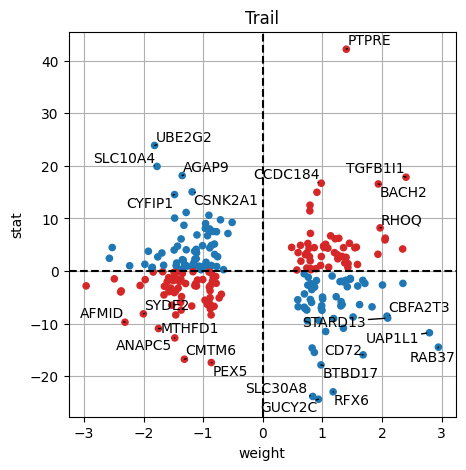 Trail
PTPRE
40
30
UBE2G2
20
SLC10A4
AGAP9
CCDC184
TGFB1I1
CYFIP1
CSNK2A1
BACH2
10
RHOQ
0
stat
AFMID
SYDE2
CBFA2T3
−10
MTHFD1
STARD13
ANAPC5
UAP1L1
CMTM6
CD72
RAB37
PEX5
BTBD17
−20
SLC30A8
RFX6
GUCY2C
−3 −2 −1 0 1 2 3
weight